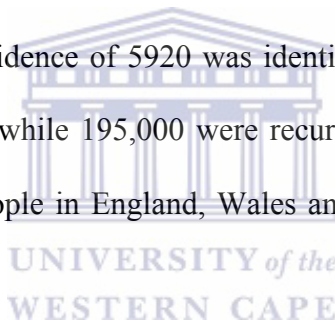 idence of 5920 was identi
while 195,000 were recur
ople in England, Wales an
UNIVERSITY of the
WESTERN CAPE